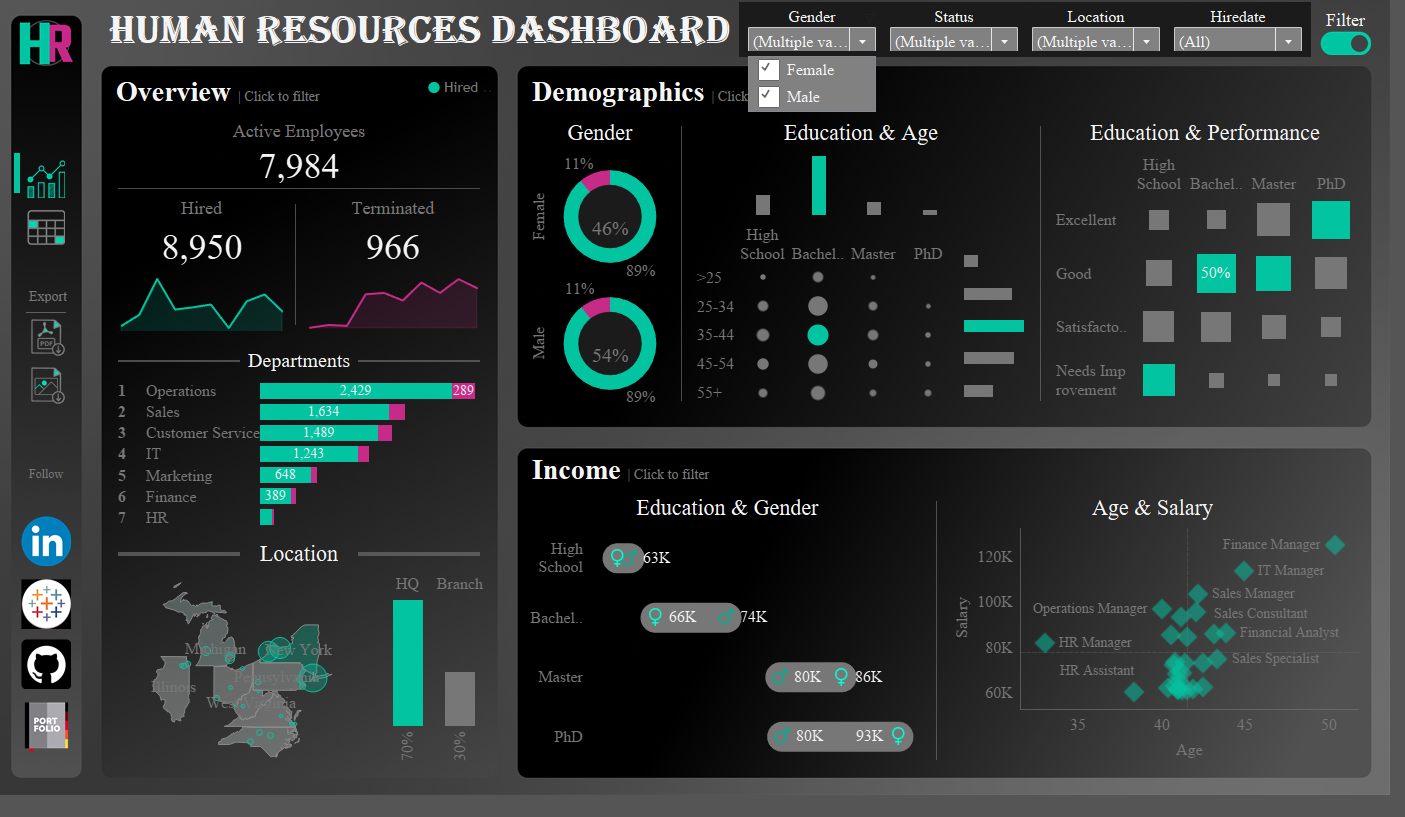 HR
HUMAN RESOURCES DASHBOARD
Gender
Status
Location
Hiredate
Filter
(Multiple va...
(Multiple va...
(Multiple va...
(All)
Female
Male
Overview | Click to filter
Hired ..
Active Employees
7,984
Hired
Terminated
8,950
966
Departments
1 Operations 2,429 289
2 Sales 1,634
3 Customer Service 1,489
4 IT 1,243
5 Marketing 648
6 Finance 389
7 HR
Location
HQ
Branch
Michigan
New York
Illinois
Pennsylvania
West Virginia
70%
30%
Export
PDF
Follow
in
PORT
FOLIO
Demographics | Click
Gender
11%
Female
46%
89%
11%
Male
54%
89%
Education & Age
High
School Bachel.. Master PhD
>25
25-34
35-44
45-54
55+
Education & Performance
High
School Bachel.. Master PhD
Excellent
Good
50%
Satisfacto..
Needs Imp
rovement
Income | Click to filter
Education & Gender
High
School
63K
Bachel..
66K
74K
Master
80K
86K
PhD
80K
93K
Age & Salary
Salary
120K
100K
80K
60K
Finance Manager
IT Manager
Sales Manager
Operations Manager
Sales Consultant
Financial Analyst
HR Manager
Sales Specialist
HR Assistant
35
40
45
50
Age